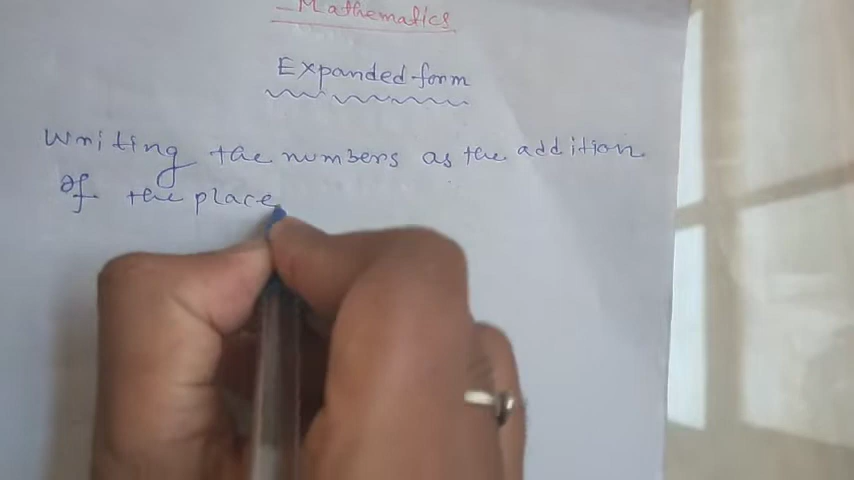 Mathematics
Expanded form
Writing the numbers as the addition
of the place